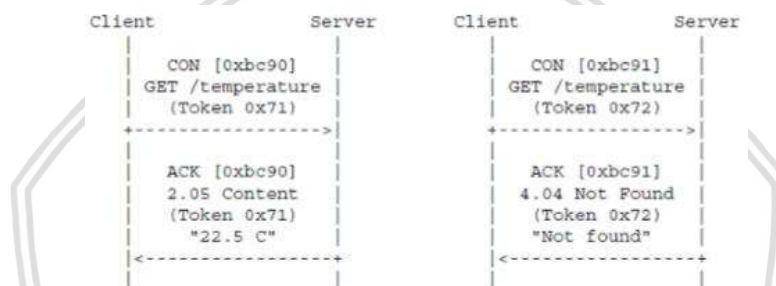 Client Server
CON [0xbc90]
GET /temperature
(Token 0x71)
ACK [0xbc90]
2.05 Content
(Token 0x71)
"22.5 C"
Client Server
CON [0xbc91]
GET /temperature
(Token 0x72)
ACK [0xbc91]
4.04 Not Found
(Token 0x72)
"Not found"